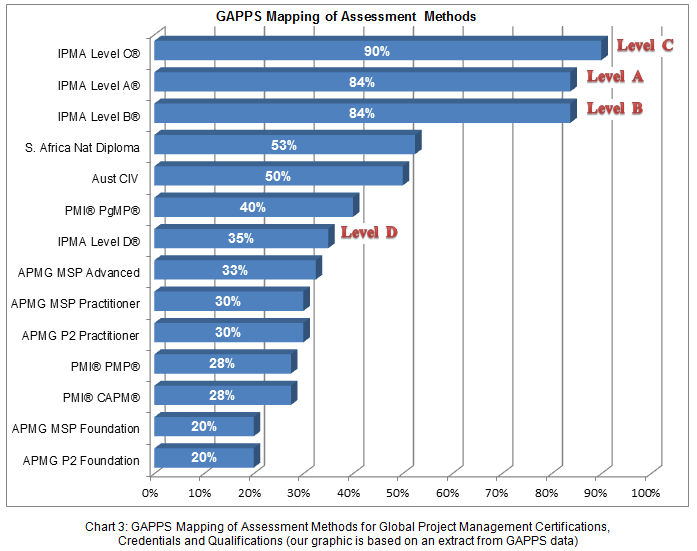 GAPPS Mapping of Assessment Methods
IPMA Level C® 90% Level C
IPMA Level A® 84% Level A
IPMA Level B® 84% Level B
S. Africa Nat Diploma 53%
Aust CIV 50%
PMI® PgMP® 40%
IPMA Level D® 35% Level D
APMG MSP Advanced 33%
APMG MSP Practitioner 30%
APMG P2 Practitioner 30%
PMI® PMP® 28%
PMI® CAPM® 28%
APMG MSP Foundation 20%
APMG P2 Foundation 20%
0% 10% 20% 30% 40% 50% 60% 70% 80% 90% 100%
Chart 3: GAPPS Mapping of Assessment Methods for Global Project Management Certifications,
Credentials and Qualifications (our graphic is based on an extract from GAPPS data)